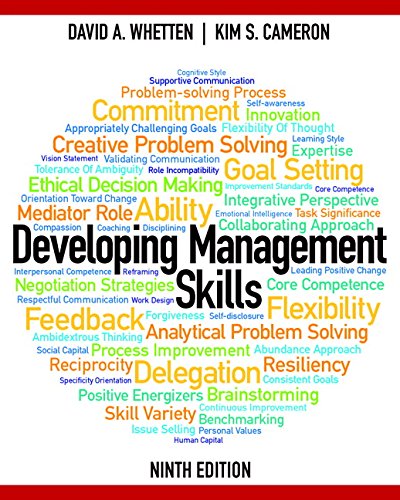 DAVID A. WHETTEN | KIM S. CAMERON
Cognitive Style
Supportive Communication
Problem-solving Process
Commitment Self-awareness
Innovation
Appropriately Challenging Goals Flexibility Of Thought
Creative Problem Solving Learning Style
Expertise
Vision Statement Validating Communication Goal Setting
Tolerance Of Ambiguity Role Incompatibility
Ethical Decision Making Improvement Standards Core Competence
Orientation Toward Change Ability Integrative Perspective
Mediator Role Emotional Intelligence Task Significance
Compassion Coaching Disciplining Collaborating Approach
Developing Management
Interpersonal Competence Reframing Skills Leading Positive Change
Negotiation Strategies Core Competence
Respectful Communication Work Design Flexibility
Feedback Forgiveness Self-disclosure
Ambidextrous Thinking Analytical Problem Solving
Social Capital Process Improvement Abundance Approach
Reciprocity Delegation Resiliency
Specificity Orientation Consistent Goals
Positive Energizers Brainstorming
Skill Variety Continuous Improvement
Benchmarking
Issue Selling Personal Values
Human Capital
NINTH EDITION